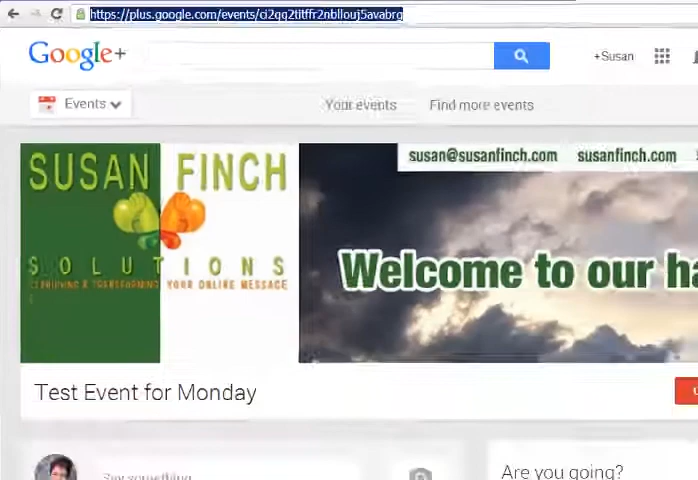 https://plus.google.com/events/ci2gg2titffr2nbllouj5avabrg
Google+
+Susan
Events
Your events
Find more events
SUSAN FINCH
SOLUTIONS
YOUR ONLINE MESSAGE
susan@susanfinch.com susanfinch.com
Welcome to our ha
Test Event for Monday
Say something
Are you going?